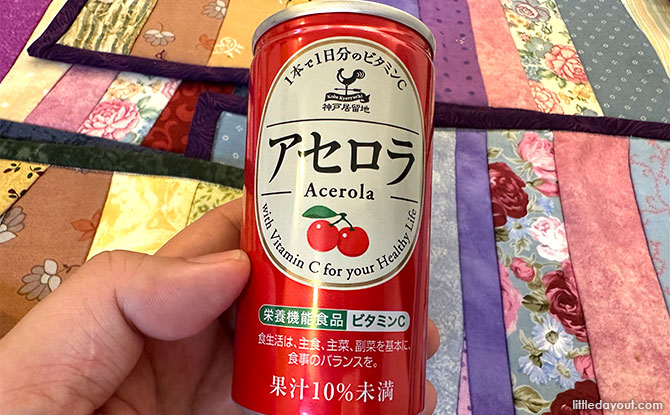 1本で1日分のビタミンC
Kobe Kyoryuchi
神戸居留地
アセロラ
Acerola
with Vitamin C for your Healthy Life
栄養機能食品 ビタミンC
食生活は、主食、主菜、副菜を基本に、
食事のバランスを。
果汁10%未満
littledayout.com